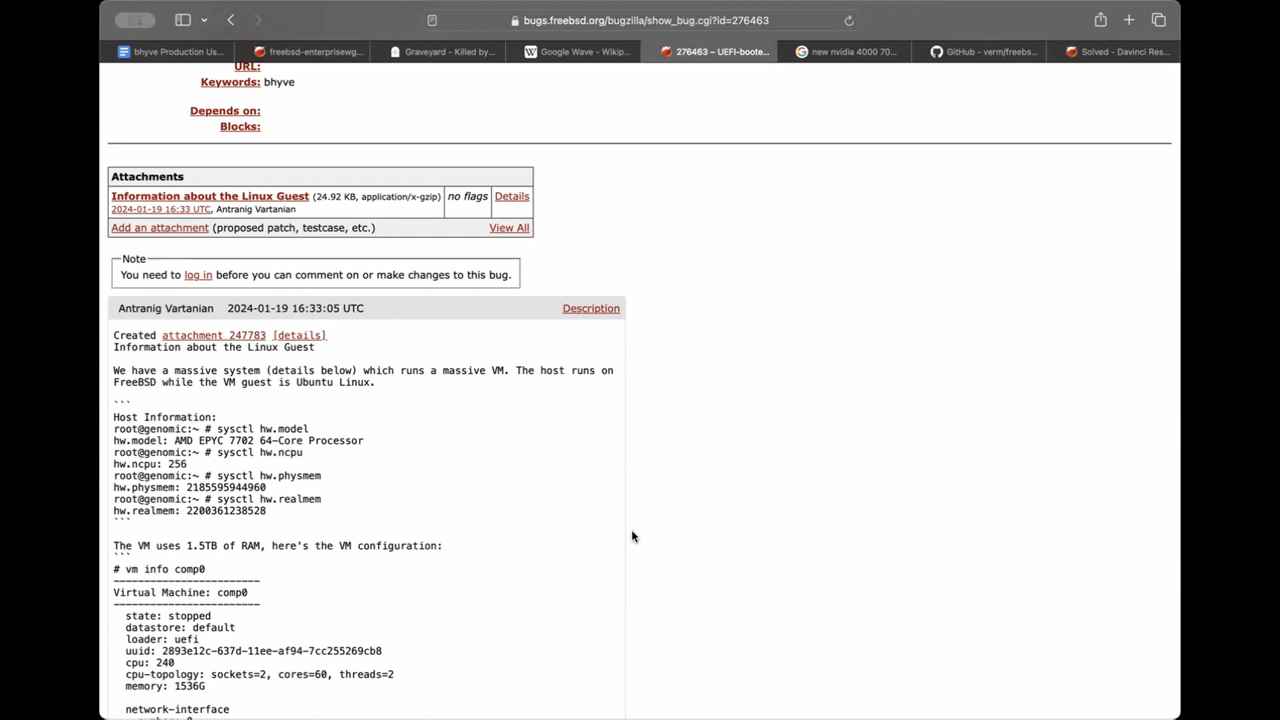 bugs.freebsd.org/bugzilla/show_bug.cgi?id=276463
bhyve Production Us...
freebsd-enterprisewg...
Graveyard - Killed by...
Google Wave - Wikip...
276463 – UEFI-boote...
new nvidia 4000 70...
GitHub - verm/freebs...
Solved - Davinci Res...
URL:
Keywords: bhyve
Depends on:
Blocks:
Attachments
Information about the Linux Guest (24.92 KB, application/x-gzip) no flags Details
2024-01-19 16:33 UTC, Antranig Vartanian
Add an attachment (proposed patch, testcase, etc.) View All
Note
You need to log in before you can comment on or make changes to this bug.
Antranig Vartanian 2024-01-19 16:33:05 UTC Description
Created attachment 247783 [details]
Information about the Linux Guest
We have a massive system (details below) which runs a massive VM. The host runs on
FreeBSD while the VM guest is Ubuntu Linux.
```
Host Information:
root@genomic:~ # sysctl hw.model
hw.model: AMD EPYC 7702 64-Core Processor
root@genomic:~ # sysctl hw.ncpu
hw.ncpu: 256
root@genomic:~ # sysctl hw.physmem
hw.physmem: 2185595944960
root@genomic:~ # sysctl hw.realmem
hw.realmem: 2200361238528
```
The VM uses 1.5TB of RAM, here's the VM configuration:
```
# vm info comp0
------------------------
Virtual Machine: comp0
------------------------
state: stopped
datastore: default
loader: uefi
uuid: 2893e12c-637d-11ee-af94-7cc255269cb8
cpu: 240
cpu-topology: sockets=2, cores=60, threads=2
memory: 1536G
network-interface